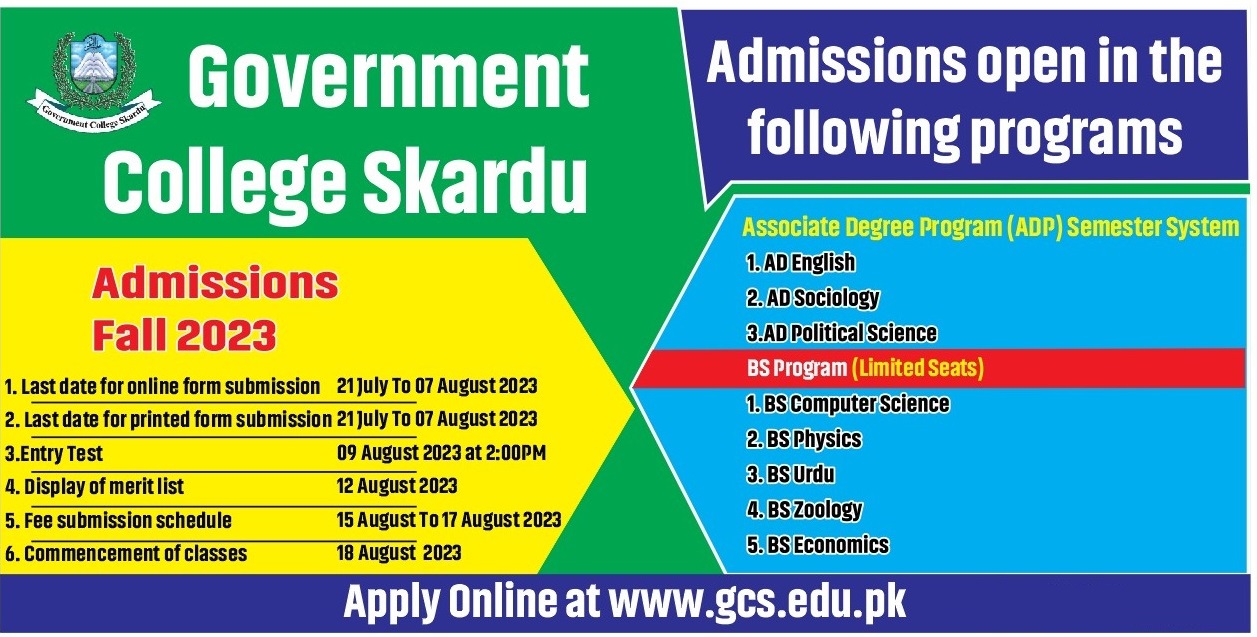 Government College Skardu
Government
College Skardu
Admissions
Fall 2023
1. Last date for online form submission 21 July To 07 August 2023
2. Last date for printed form submission 21 July To 07 August 2023
3.Entry Test 09 August 2023 at 2:00PM
4. Display of merit list 12 August 2023
5. Fee submission schedule 15 August To 17 August 2023
6. Commencement of classes 18 August 2023
Admissions open in the
following programs
Associate Degree Program (ADP) Semester System
1. AD English
2. AD Sociology
3.AD Political Science
BS Program (Limited Seats)
1. BS Computer Science
2. BS Physics
3. BS Urdu
4. BS Zoology
5. BS Economics
Apply Online at www.gcs.edu.pk